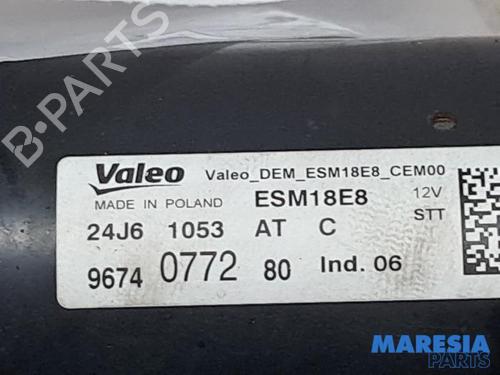 B-PARTS
Valeo Valeo_DEM_ESM18E8_CEM00
MADE IN POLAND ESM18E8 12V
24J6 1053 AT C STT
9674 0772 80 Ind. 06
MARESIA
PARTS